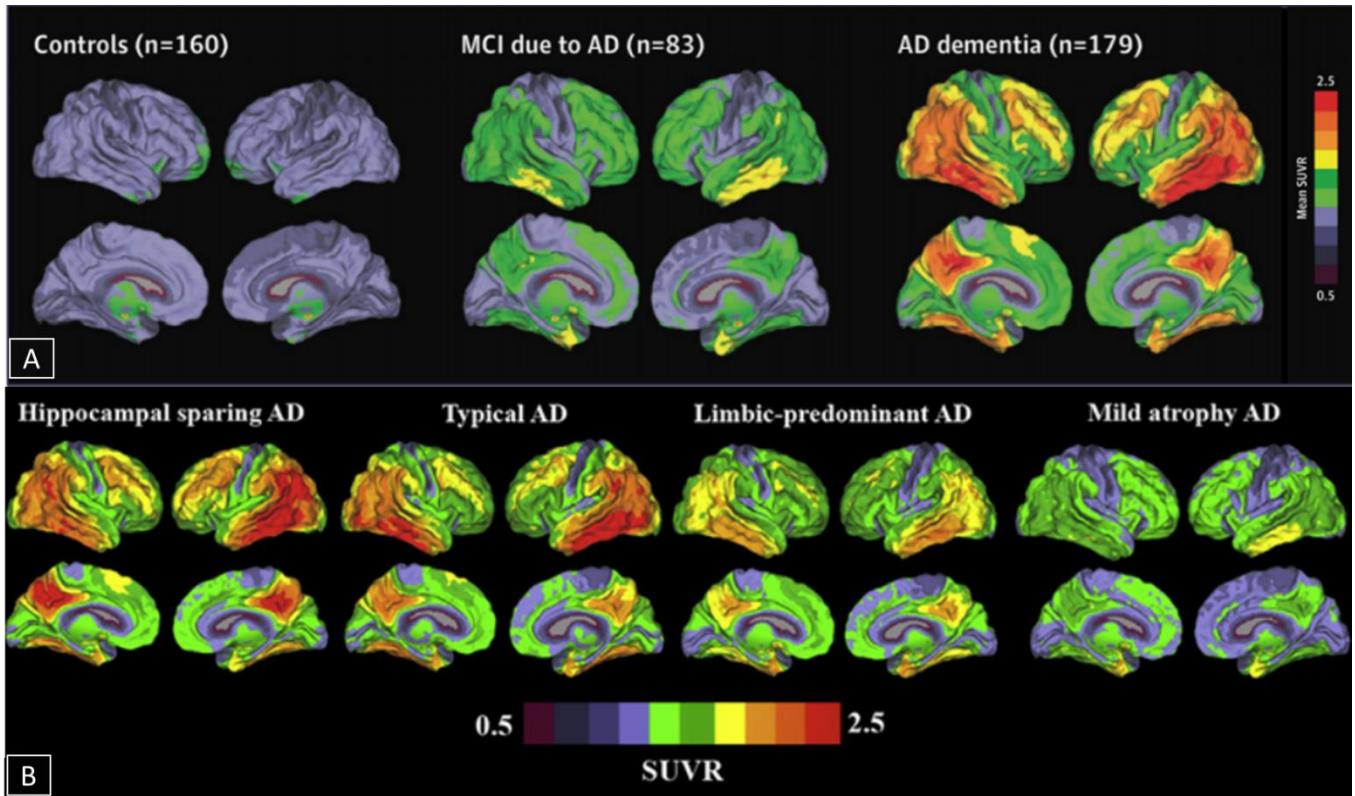 Controls (n=160)
MCI due to AD (n=83)
AD dementia (n=179)
2.5
Mean SUVR
0.5
A
Hippocampal sparing AD
Typical AD
Limbic-predominant AD
Mild atrophy AD
0.5
2.5
SUVR
B